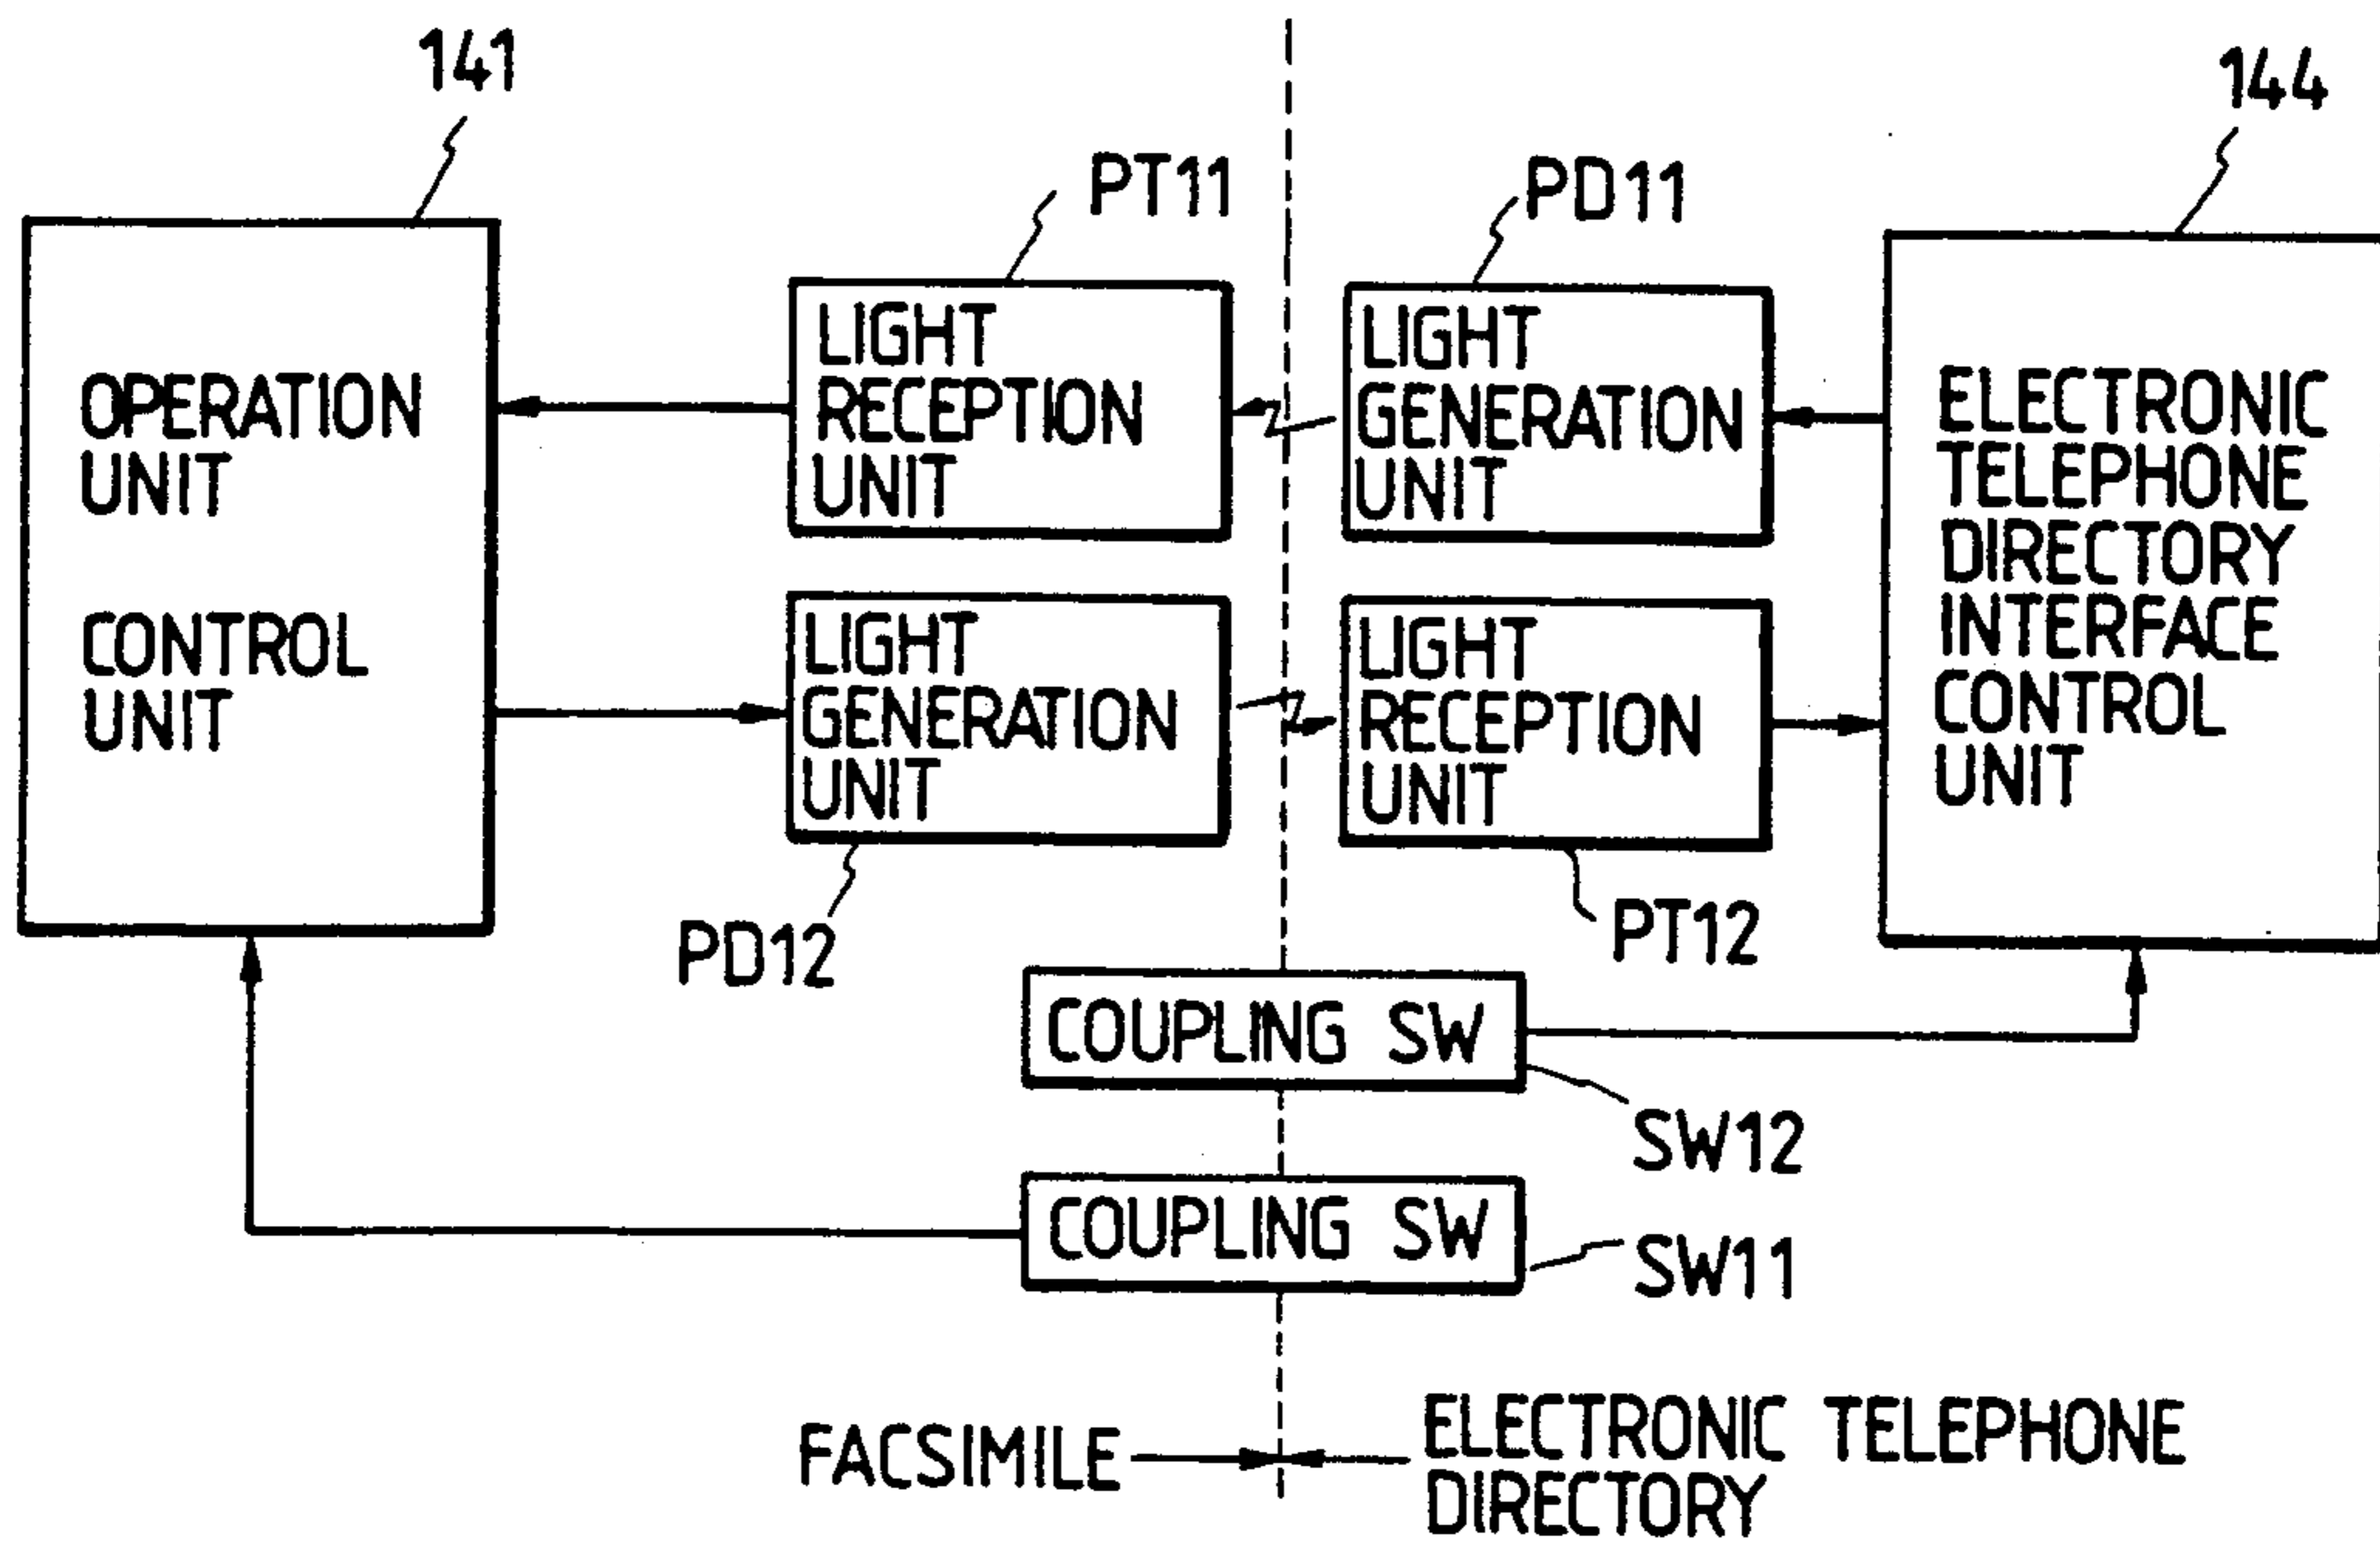 141
144
PT11
PD11
OPERATION
UNIT
CONTROL
UNIT
LIGHT
RECEPTION
UNIT
LIGHT
GENERATION
UNIT
ELECTRONIC
TELEPHONE
DIRECTORY
INTERFACE
CONTROL
UNIT
LIGHT
GENERATION
UNIT
LIGHT
RECEPTION
UNIT
PD12
PT12
COUPLING SW
SW12
COUPLING SW
SW11
FACSIMILE
ELECTRONIC TELEPHONE
DIRECTORY